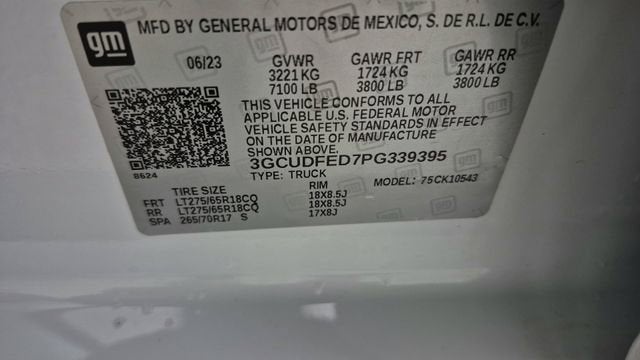 gm
MFD BY GENERAL MOTORS DE MEXICO, S. DE R.L. DE C.V.
06/23 GVWR GAWR FRT GAWR RR
3221 KG 1724 KG 1724 KG
7100 LB 3800 LB 3800 LB
THIS VEHICLE CONFORMS TO ALL
APPLICABLE FEDERAL MOTOR
VEHICLE SAFETY STANDARDS IN EFFECT
ON THE DATE OF MANUFACTURE
SHOWN ABOVE.
3GCUDFED7PG339395
8624
TYPE: TRUCK MODEL: 75CK10543
TIRE SIZE RIM
FRT LT275/65R18CQ 18X8.5J
RR LT275/65R18CQ 18X8.5J
SPA 265/70R17 S 17X8J